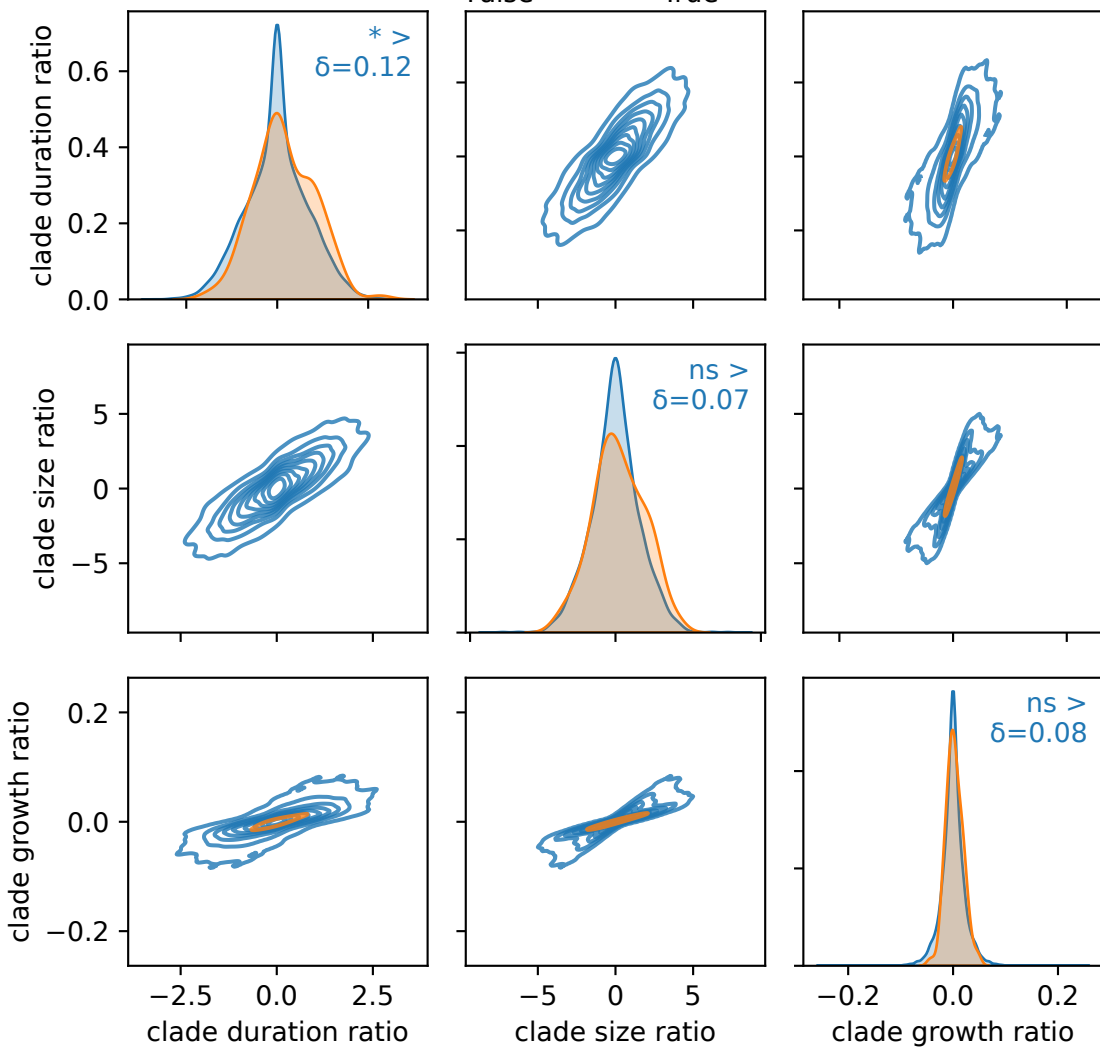 True
clade duration ratio
0.6
0.4
0.2
0.0
* >
δ=0.12
clade size ratio
5
0
−5
ns >
δ=0.07
clade growth ratio
0.2
0.0
−0.2
ns >
δ=0.08
−2.5 0.0 2.5
−5 0 5
−0.2 0.0 0.2
clade duration ratio
clade size ratio
clade growth ratio